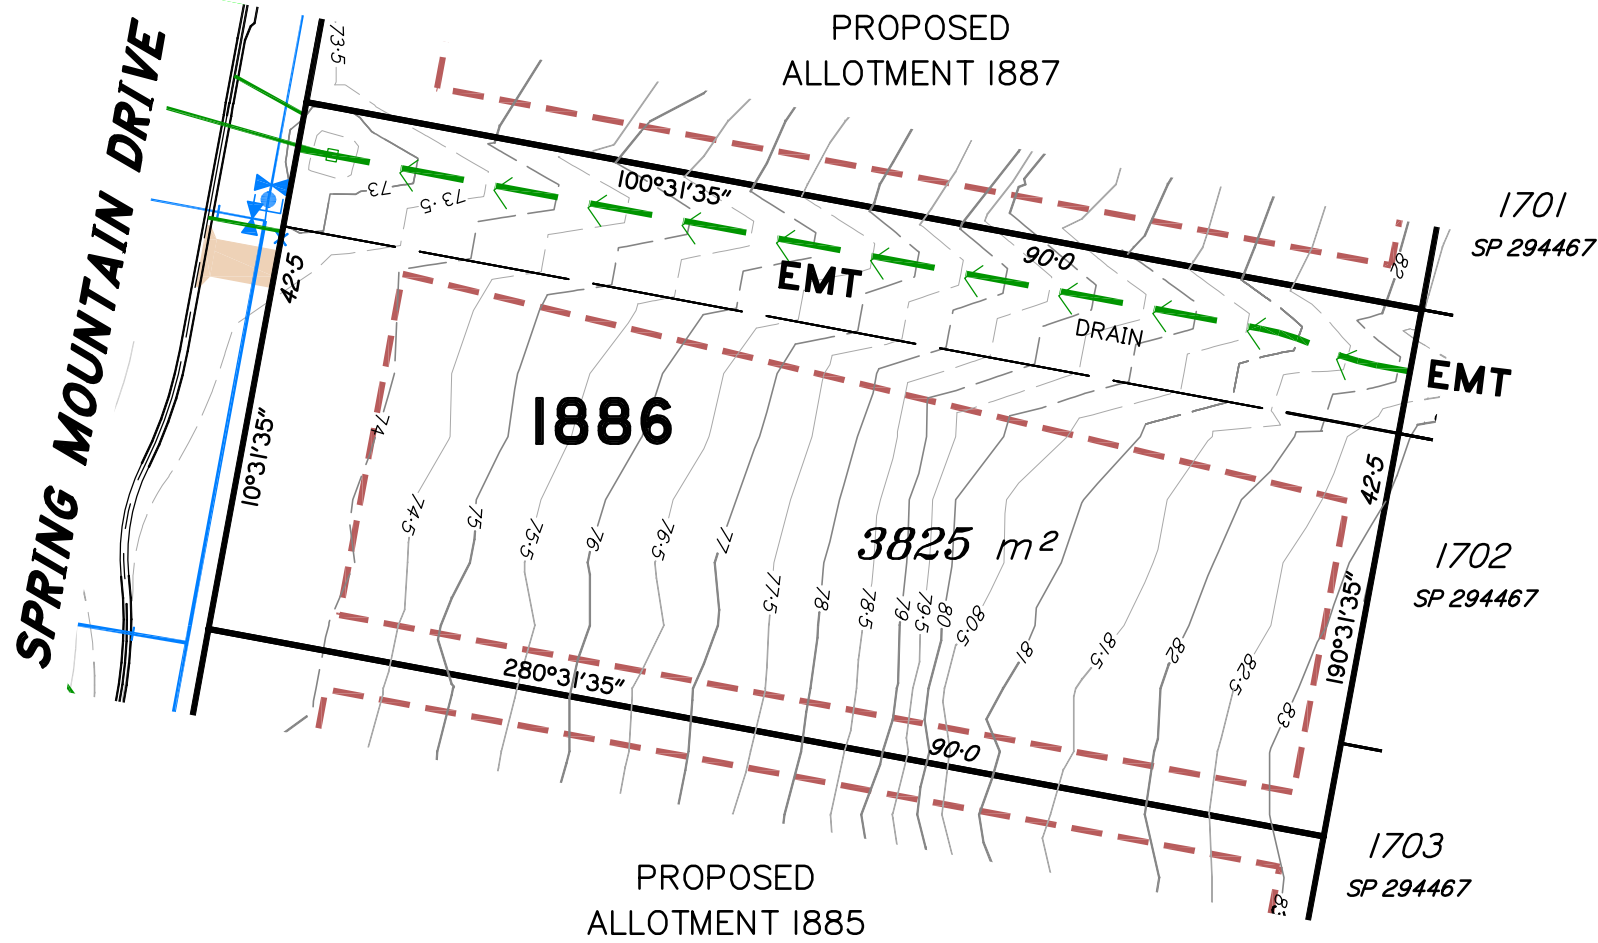 PROPOSED
ALLOTMENT 1887
SPRING MOUNTAIN DRIVE
73·5
100°31'35"
90·0
1701
SP 294467
82
73
73·5
42·5
EMT
DRAIN
EMT
1886
10°31'35"
74
74·5
75
75·5
76
76·5
77
3825 m²
42·5
1702
SP 294467
77·5
78
78·5
79
79·5
80
80·5
81
81·5
82
82·5
83
190°31'35"
280°31'35"
90·0
1703
SP 294467
PROPOSED
ALLOTMENT 1885